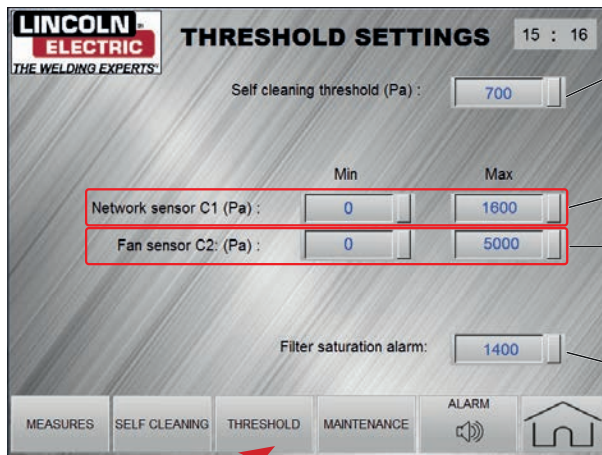 LINCOLN
ELECTRIC
THE WELDING EXPERTS®
THRESHOLD SETTINGS
15 : 16
Self cleaning threshold (Pa) : 700
Min Max
Network sensor C1 (Pa) : 0 1600
Fan sensor C2: (Pa) : 0 5000
Filter saturation alarm: 1400
MEASURES SELF CLEANING THRESHOLD MAINTENANCE ALARM